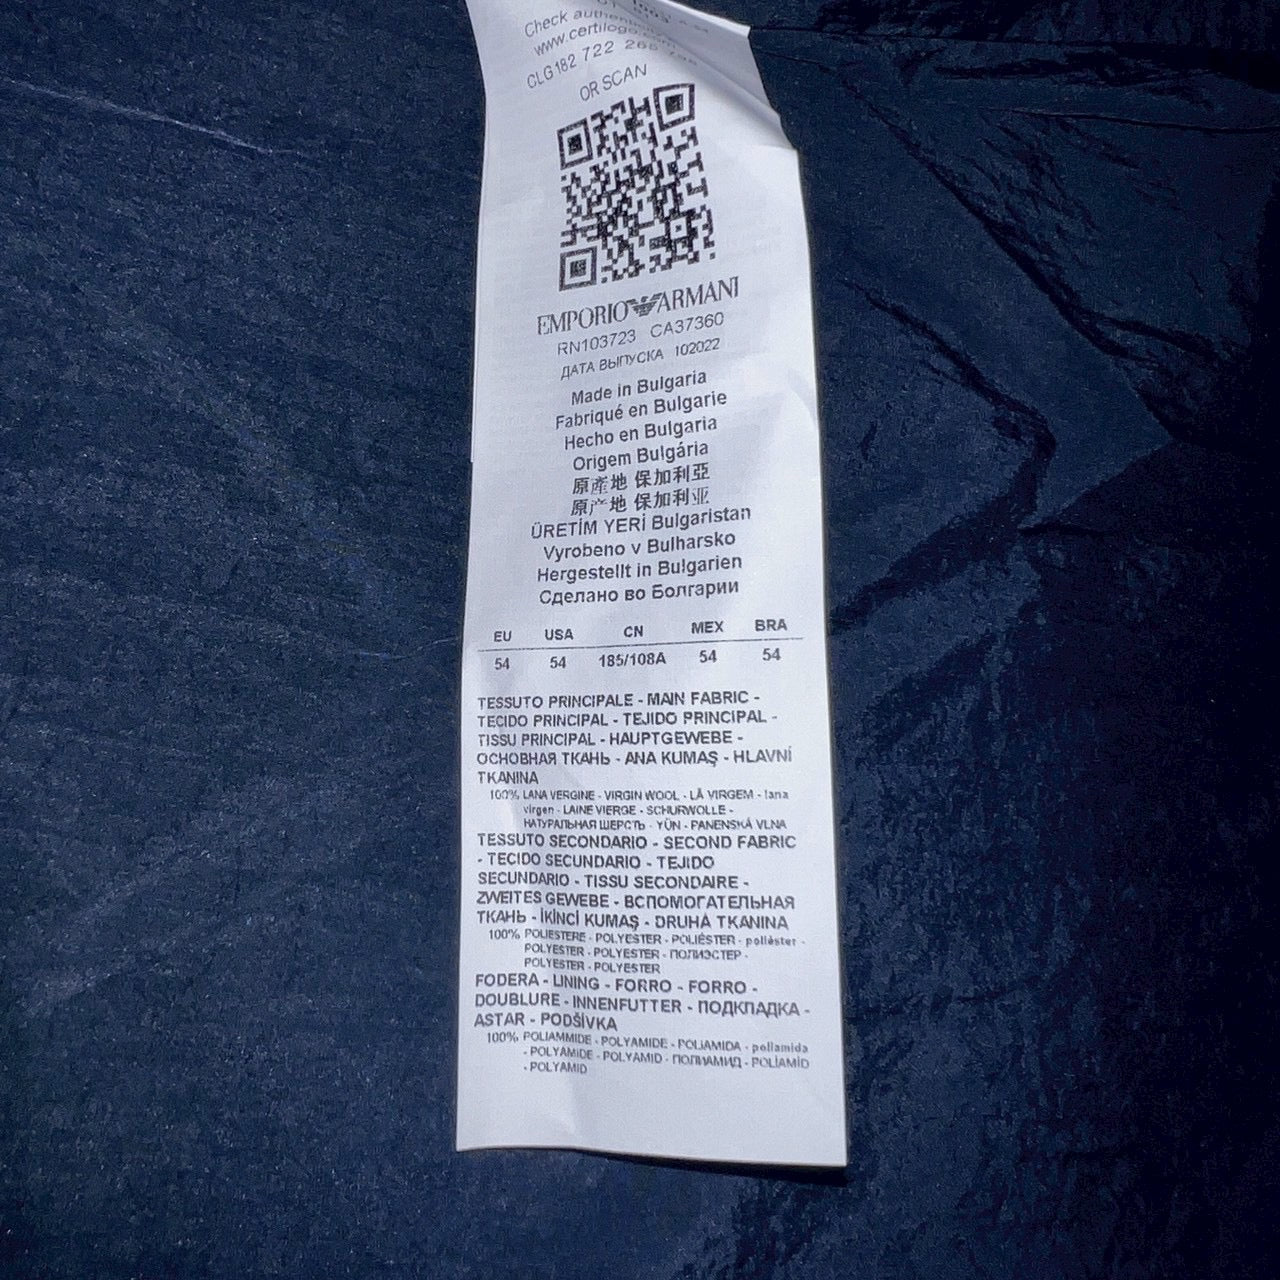 Check
www.certilogo.com
CLG182 722 266
OR SCAN
EMPORIO ARMANI
RN103723 CA37360
ДАТА ВЫПУСКА 102022
Made in Bulgaria
Fabriqué en Bulgarie
Hecho en Bulgaria
Origem Bulgária
原產地 保加利亞
原产地 保加利亚
ÜRETİM YERİ Bulgaristan
Vyrobeno v Bulharsko
Hergestellt in Bulgarien
Сделано во Болгарии
EU USA CN MEX BRA
54 54 185/108A 54 54
TESSUTO PRINCIPALE - MAIN FABRIC -
TECIDO PRINCIPAL - TEJIDO PRINCIPAL -
TISSU PRINCIPAL - HAUPTGEWEBE -
ОСНОВНАЯ ТКАНЬ - ANA KUMAŞ - HLAVNÍ
TKANINA
100% LANA VERGINE - VIRGIN WOOL - LÃ VIRGEM - lana
virgen - LAINE VIERGE - SCHURWOLLE -
НАТУРАЛЬНАЯ ШЕРСТЬ - YÜN - PANENSKÁ VLNA
TESSUTO SECONDARIO - SECOND FABRIC
- TECIDO SECUNDARIO - TEJIDO
SECUNDARIO - TISSU SECONDAIRE -
ZWEITES GEWEBE - ВСПОМОГАТЕЛЬНАЯ
ТКАНЬ - İKİNCİ KUMAŞ - DRUHÁ TKANINA
100% POLIESTERE - POLYESTER - POLIÉSTER - poliéster -
POLYESTER - POLYESTER - ПОЛИЭСТЕР -
POLYESTER - POLYESTER
FODERA - LINING - FORRO - FORRO -
DOUBLURE - INNENFUTTER - ПОДКЛАДКА -
ASTAR - PODŠÍVKA
100% POLIAMMIDE - POLYAMIDE - POLIAMIDA - poliamida
- POLYAMIDE - POLYAMID - ПОЛИАМИД - POLİAMİD
- POLYAMID